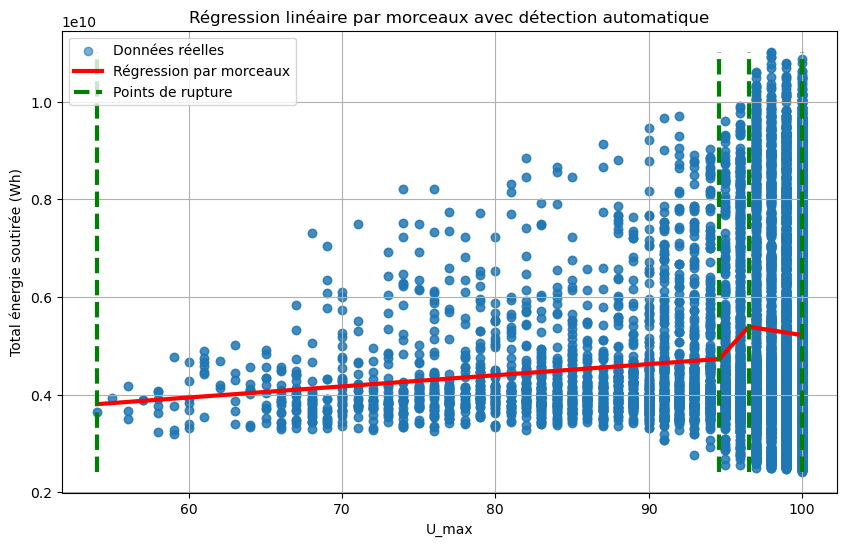 Régression linéaire par morceaux avec détection automatique
1e10
Données réelles
Régression par morceaux
Points de rupture
1.0
0.8
0.6
0.4
0.2
Total énergie soutirée (Wh)
60
70
80
90
100
U_max